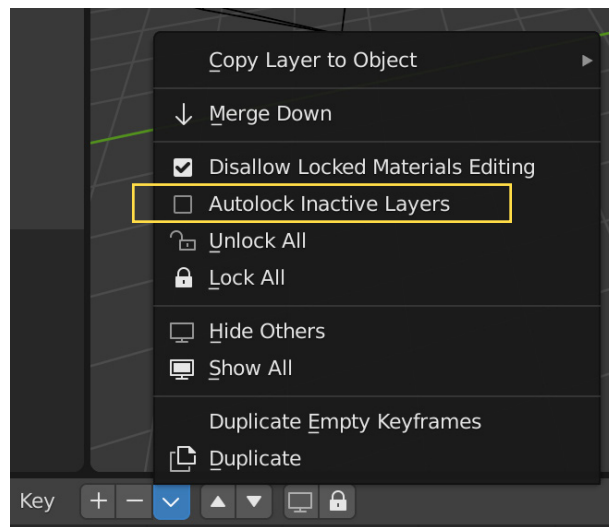 Copy Layer to Object
Merge Down
Disallow Locked Materials Editing
Autolock Inactive Layers
Unlock All
Lock All
Hide Others
Show All
Duplicate Empty Keyframes
Duplicate
Key